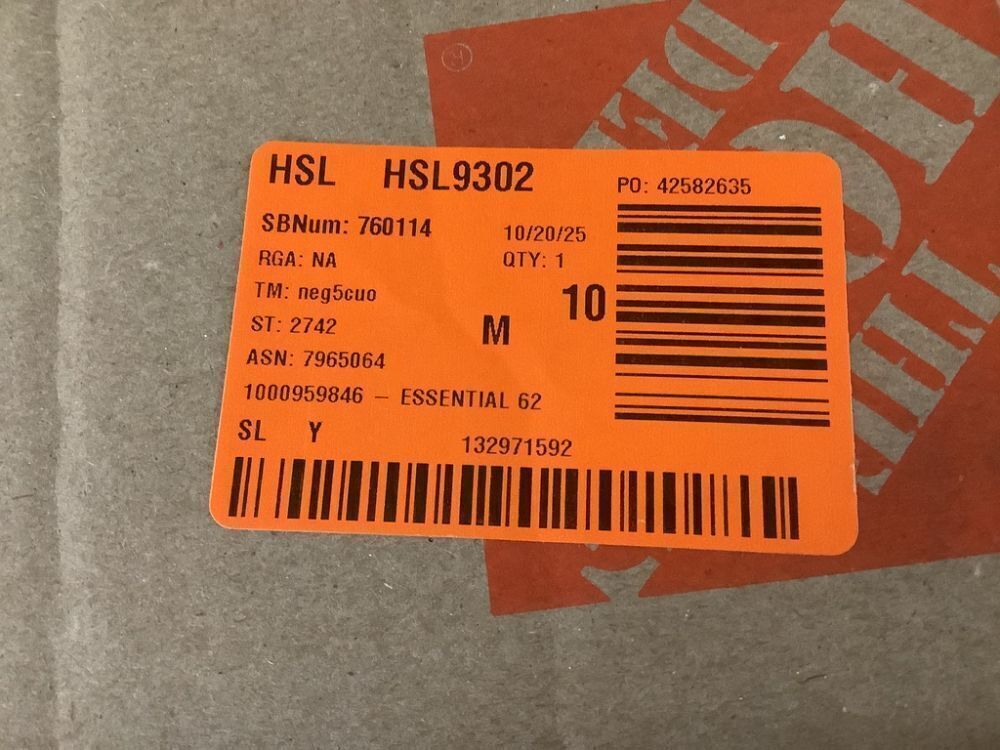 HSL HSL9302
PO: 42582635
SBNum: 760114 10/20/25
RGA: NA QTY: 1
TM: neg5cuo 10
ST: 2742 M
ASN: 7965064
1000959846 – ESSENTIAL 62
SL Y 132971592